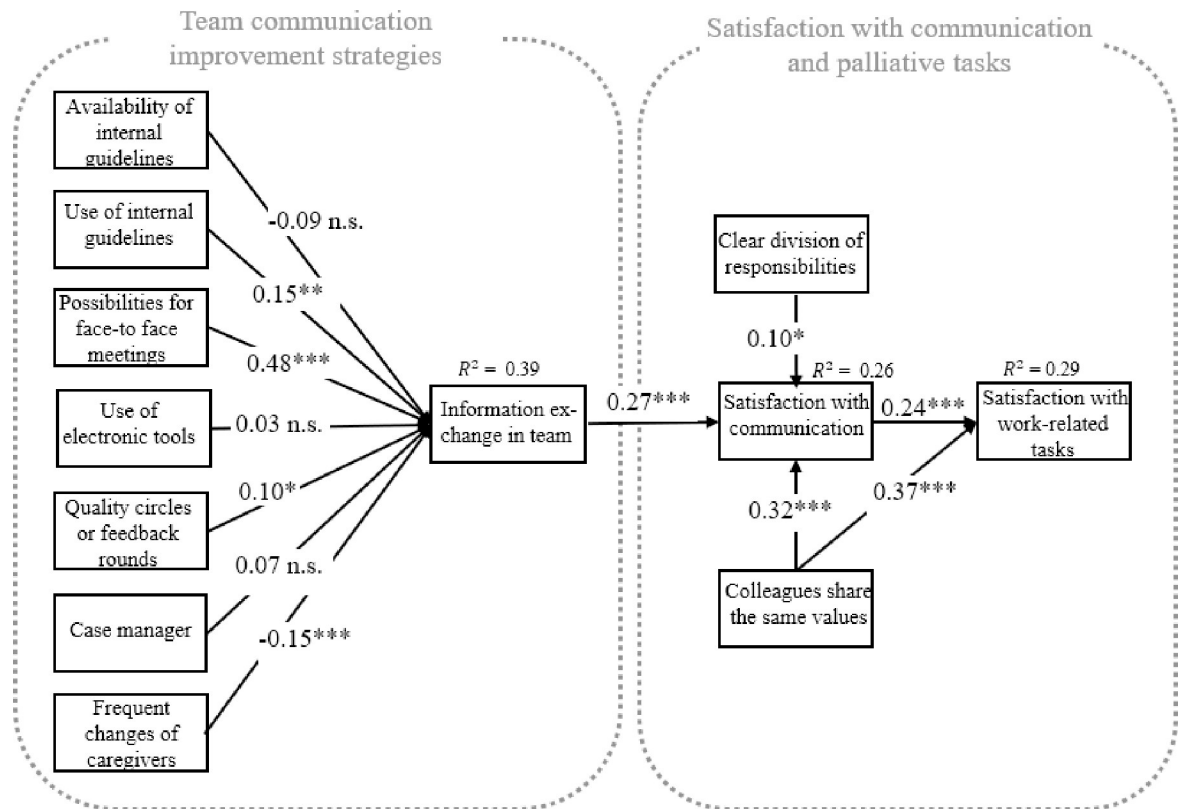 Team communication
improvement strategies
Satisfaction with communication
and palliative tasks
Availability of
internal
guidelines
-0.09 n.s.
Use of internal
guidelines
0.15**
Possibilities for
face-to face
meetings
0.48***
Use of
electronic tools
0.03 n.s.
Quality circles
or feedback
rounds
0.10*
Case manager
0.07 n.s.
Frequent
changes of
caregivers
-0.15***
R² = 0.39
Information ex-
change in team
0.27***
Clear division of
responsibilities
0.10*
R² = 0.26
Satisfaction with
communication
0.24***
R² = 0.29
Satisfaction with
work-related
tasks
0.32***
0.37***
Colleagues share
the same values